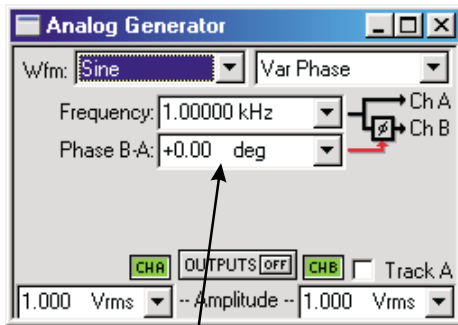 Analog Generator
Wfm: Sine Var Phase
Frequency: 1.00000 kHz Ch A
Phase B-A: +0.00 deg ϕ Ch B
CHA OUTPUTS OFF CHB Track A
1.000 Vrms -- Amplitude -- 1.000 Vrms